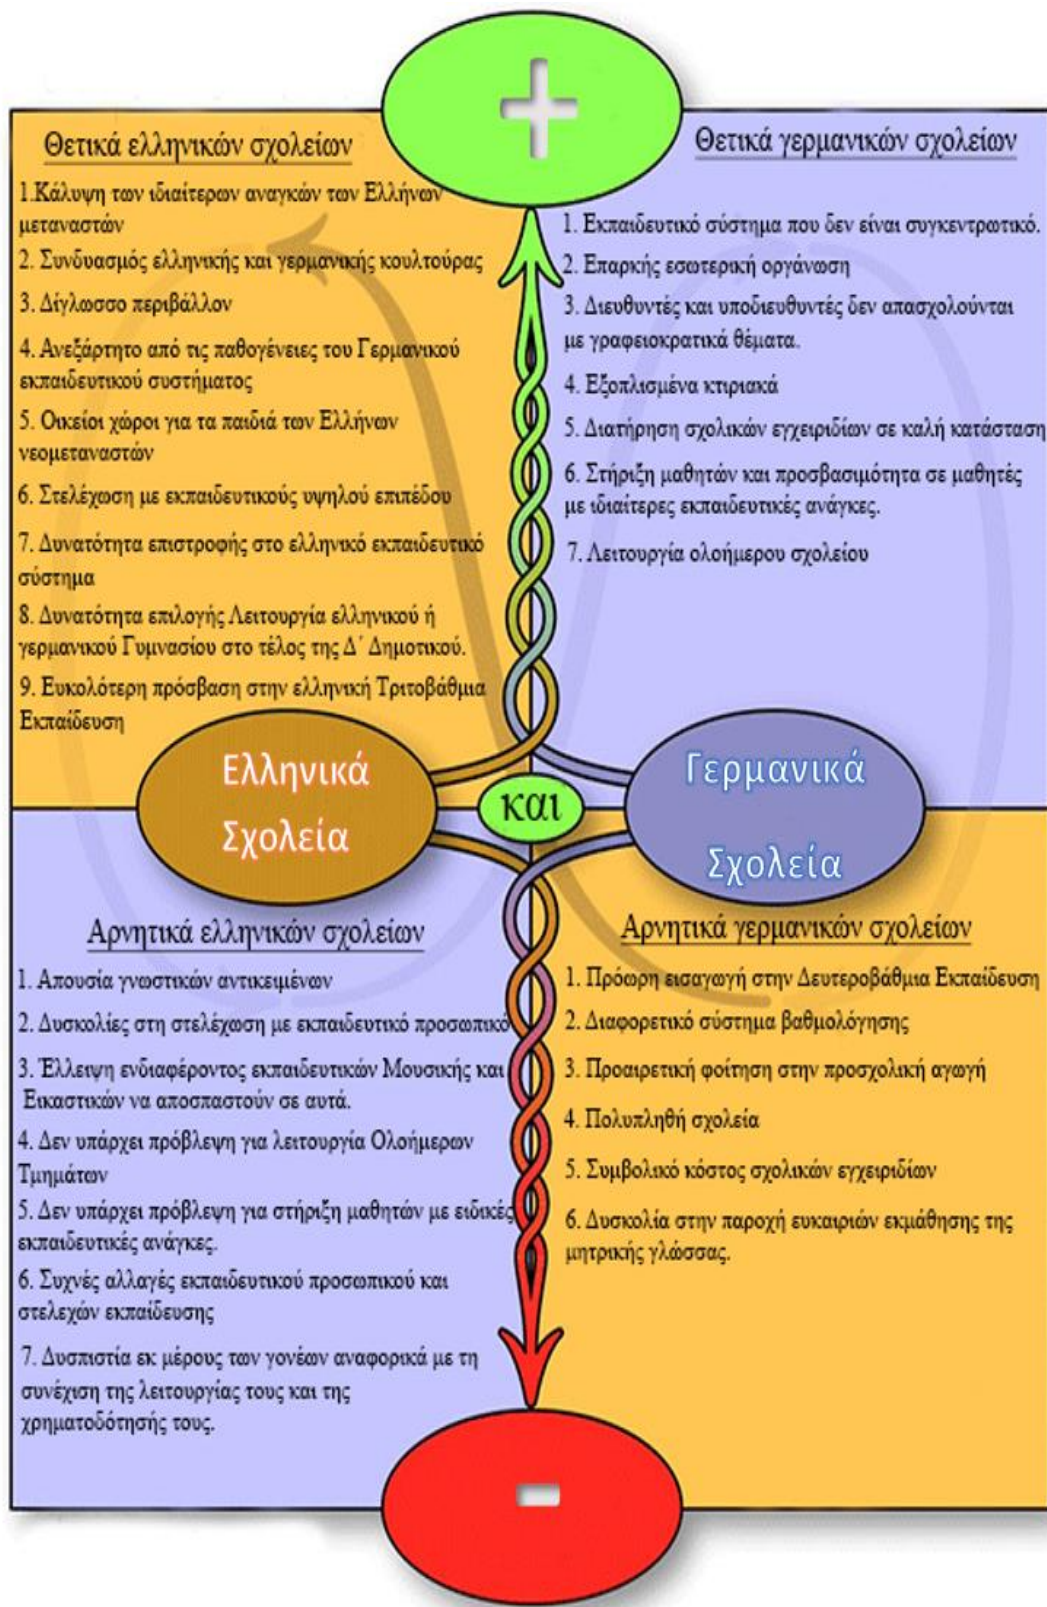 +
Θετικά ελληνικών σχολείων
1.Κάλυψη των ιδιαίτερων αναγκών των Ελλήνων
μεταναστών
2. Συνδυασμός ελληνικής και γερμανικής κουλτούρας
3. Δίγλωσσο περιβάλλον
4. Ανεξάρτητο από τις παθογένειες του Γερμανικού
εκπαιδευτικού συστήματος
5. Οικείοι χώροι για τα παιδιά των Ελλήνων
νεομεταναστών
6. Στελέχωση με εκπαιδευτικούς υψηλού επιπέδου
7. Δυνατότητα επιστροφής στο ελληνικό εκπαιδευτικό
σύστημα
8. Δυνατότητα επιλογής Λειτουργία ελληνικού ή
γερμανικού Γυμνασίου στο τέλος της Δ΄ Δημοτικού.
9. Ευκολότερη πρόσβαση στην ελληνική Τριτοβάθμια
Εκπαίδευση
Θετικά γερμανικών σχολείων
1. Εκπαιδευτικό σύστημα που δεν είναι συγκεντρωτικό.
2. Επαρκής εσωτερική οργάνωση
3. Διευθυντές και υποδιευθυντές δεν απασχολούνται
με γραφειοκρατικά θέματα.
4. Εξοπλισμένα κτιριακά
5. Διατήρηση σχολικών εγχειριδίων σε καλή κατάσταση
6. Στήριξη μαθητών και προσβασιμότητα σε μαθητές
με ιδιαίτερες εκπαιδευτικές ανάγκες.
7. Λειτουργία ολοήμερου σχολείου
Ελληνικά
Σχολεία
και
Γερμανικά
Σχολεία
Αρνητικά ελληνικών σχολείων
1. Απουσία γνωστικών αντικειμένων
2. Δυσκολίες στη στελέχωση με εκπαιδευτικό προσωπικό
3. Έλλειψη ενδιαφέροντος εκπαιδευτικών Μουσικής και
Εικαστικών να αποσπαστούν σε αυτά.
4. Δεν υπάρχει πρόβλεψη για λειτουργία Ολοήμερων
Τμημάτων
5. Δεν υπάρχει πρόβλεψη για στήριξη μαθητών με ειδικές
εκπαιδευτικές ανάγκες.
6. Συχνές αλλαγές εκπαιδευτικού προσωπικού και
στελεχών εκπαίδευσης
7. Δυσπιστία εκ μέρους των γονέων αναφορικά με τη
συνέχιση της λειτουργίας τους και της
χρηματοδότησής τους.
Αρνητικά γερμανικών σχολείων
1. Πρόωρη εισαγωγή στην Δευτεροβάθμια Εκπαίδευση
2. Διαφορετικό σύστημα βαθμολόγησης
3. Προαιρετική φοίτηση στην προσχολική αγωγή
4. Πολυπληθή σχολεία
5. Συμβολικό κόστος σχολικών εγχειριδίων
6. Δυσκολία στην παροχή ευκαιριών εκμάθησης της
μητρικής γλώσσας.
-